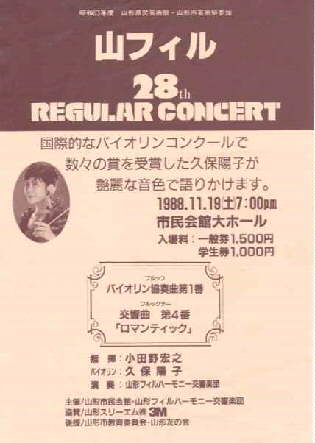 昭和63年度 山形県民芸術祭・山形市芸術祭参加
山フィル
28th
REGULAR CONCERT
国際的なバイオリンコンクールで
数々の賞を受賞した久保陽子が
艶麗な音色で語りかけます。
1988.11.19(土)7:00pm
市民会館大ホール
入場料:一般券1,500円
学生券1,000円
ブルッフ
バイオリン協奏曲第1番
ブルックナー
交響曲 第4番
「ロマンティック」
指揮:小田野宏之
バイオリン:久保陽子
演奏:山形フィルハーモニー交響楽団
主催/山形市民会館・山形フィルハーモニー交響楽団
協賛/山形スリーエム㈱ 3M
後援/山形市教育委員会・山形友の会